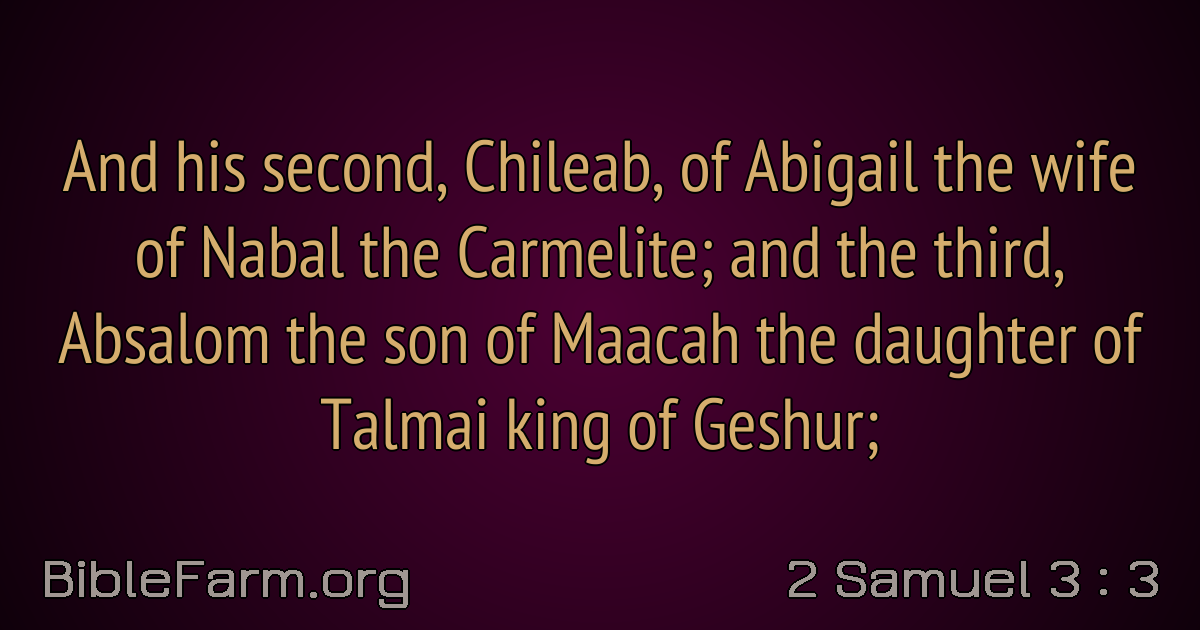 And his second, Chileab, of Abigail the wife
of Nabal the Carmelite; and the third,
Absalom the son of Maacah the daughter of
Talmai king of Geshur;
BibleFarm.org
2 Samuel 3 : 3